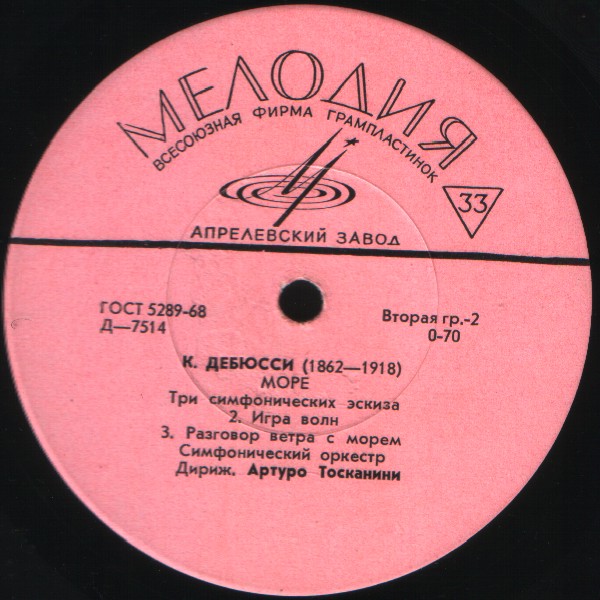 МЕЛОДИЯ
ВСЕСОЮЗНАЯ ФИРМА ГРАМПЛАСТИНОК
33
АПРЕЛЕВСКИЙ ЗАВОД
ГОСТ 5289-68
Д—7514
Вторая гр.-2
0-70
К. ДЕБЮССИ (1862—1918)
МОРЕ
Три симфонических эскиза
2. Игра волн
3. Разговор ветра с морем
Симфонический оркестр
Дириж. Артуро Тосканини